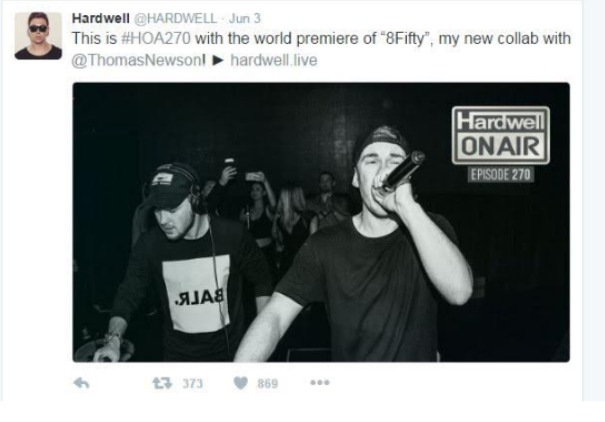 Hardwell @HARDWELL · Jun 3
This is #HOA270 with the world premiere of “8Fifty”, my new collab with
@ThomasNewson! ► hardwell.live
Hardwell
ON AIR
EPISODE 270
BALR.
373 869